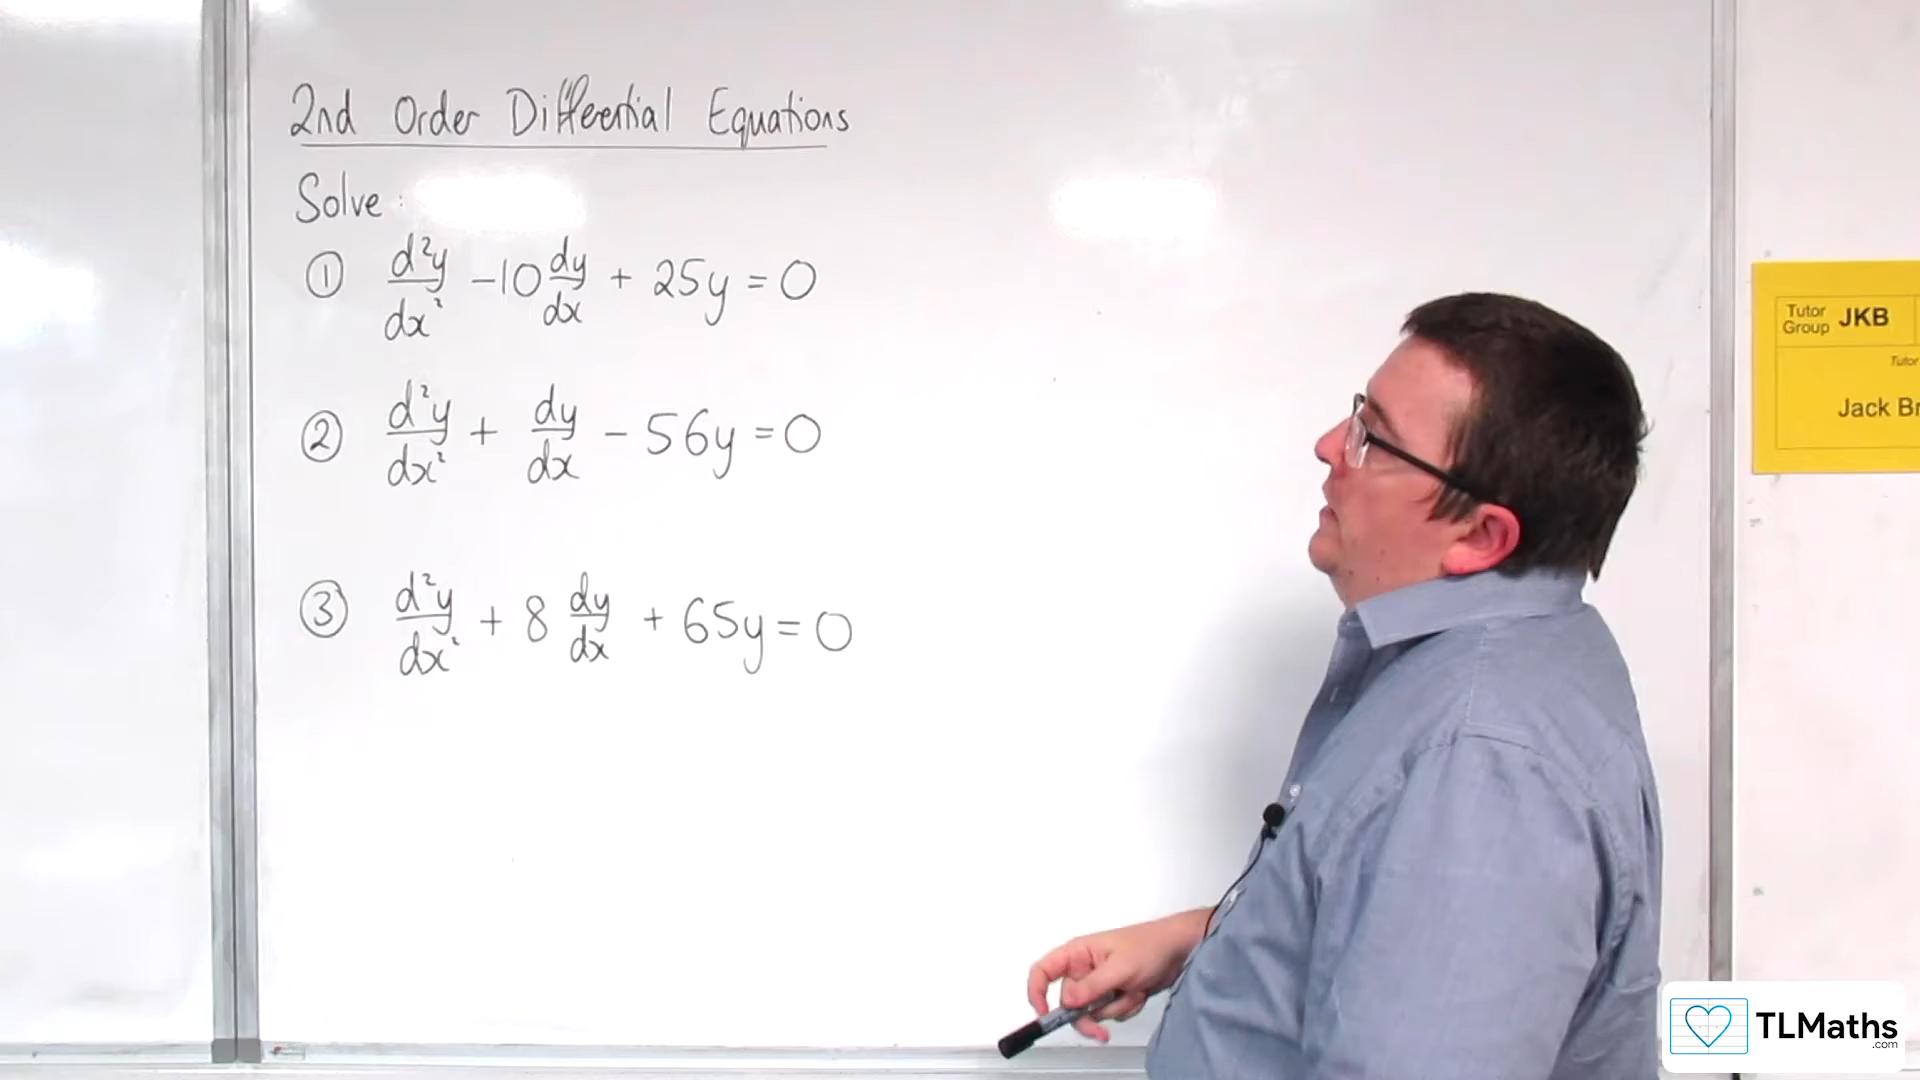 2nd Order Differential Equations
Solve:
① d²y/dx² - 10 dy/dx + 25y = 0
② d²y/dx² + dy/dx - 56y = 0
③ d²y/dx² + 8 dy/dx + 65y = 0
Tutor Group JKB
Tutor
Jack
TLMaths
.com